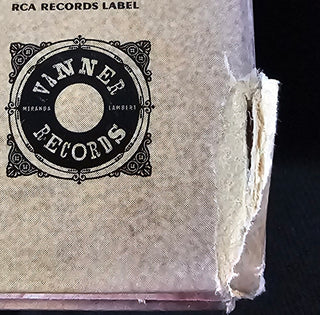 RCA RECORDS LABEL
VANNER
MIRANDA LAMBERT
RECORDS